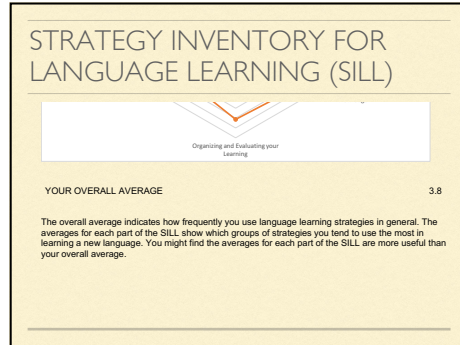 STRATEGY INVENTORY FOR
LANGUAGE LEARNING (SILL)
Organizing and Evaluating your
Learning
YOUR OVERALL AVERAGE 3.8
The overall average indicates how frequently you use language learning strategies in general. The
averages for each part of the SILL show which groups of strategies you tend to use the most in
learning a new language. You might find the averages for each part of the SILL are more useful than
your overall average.